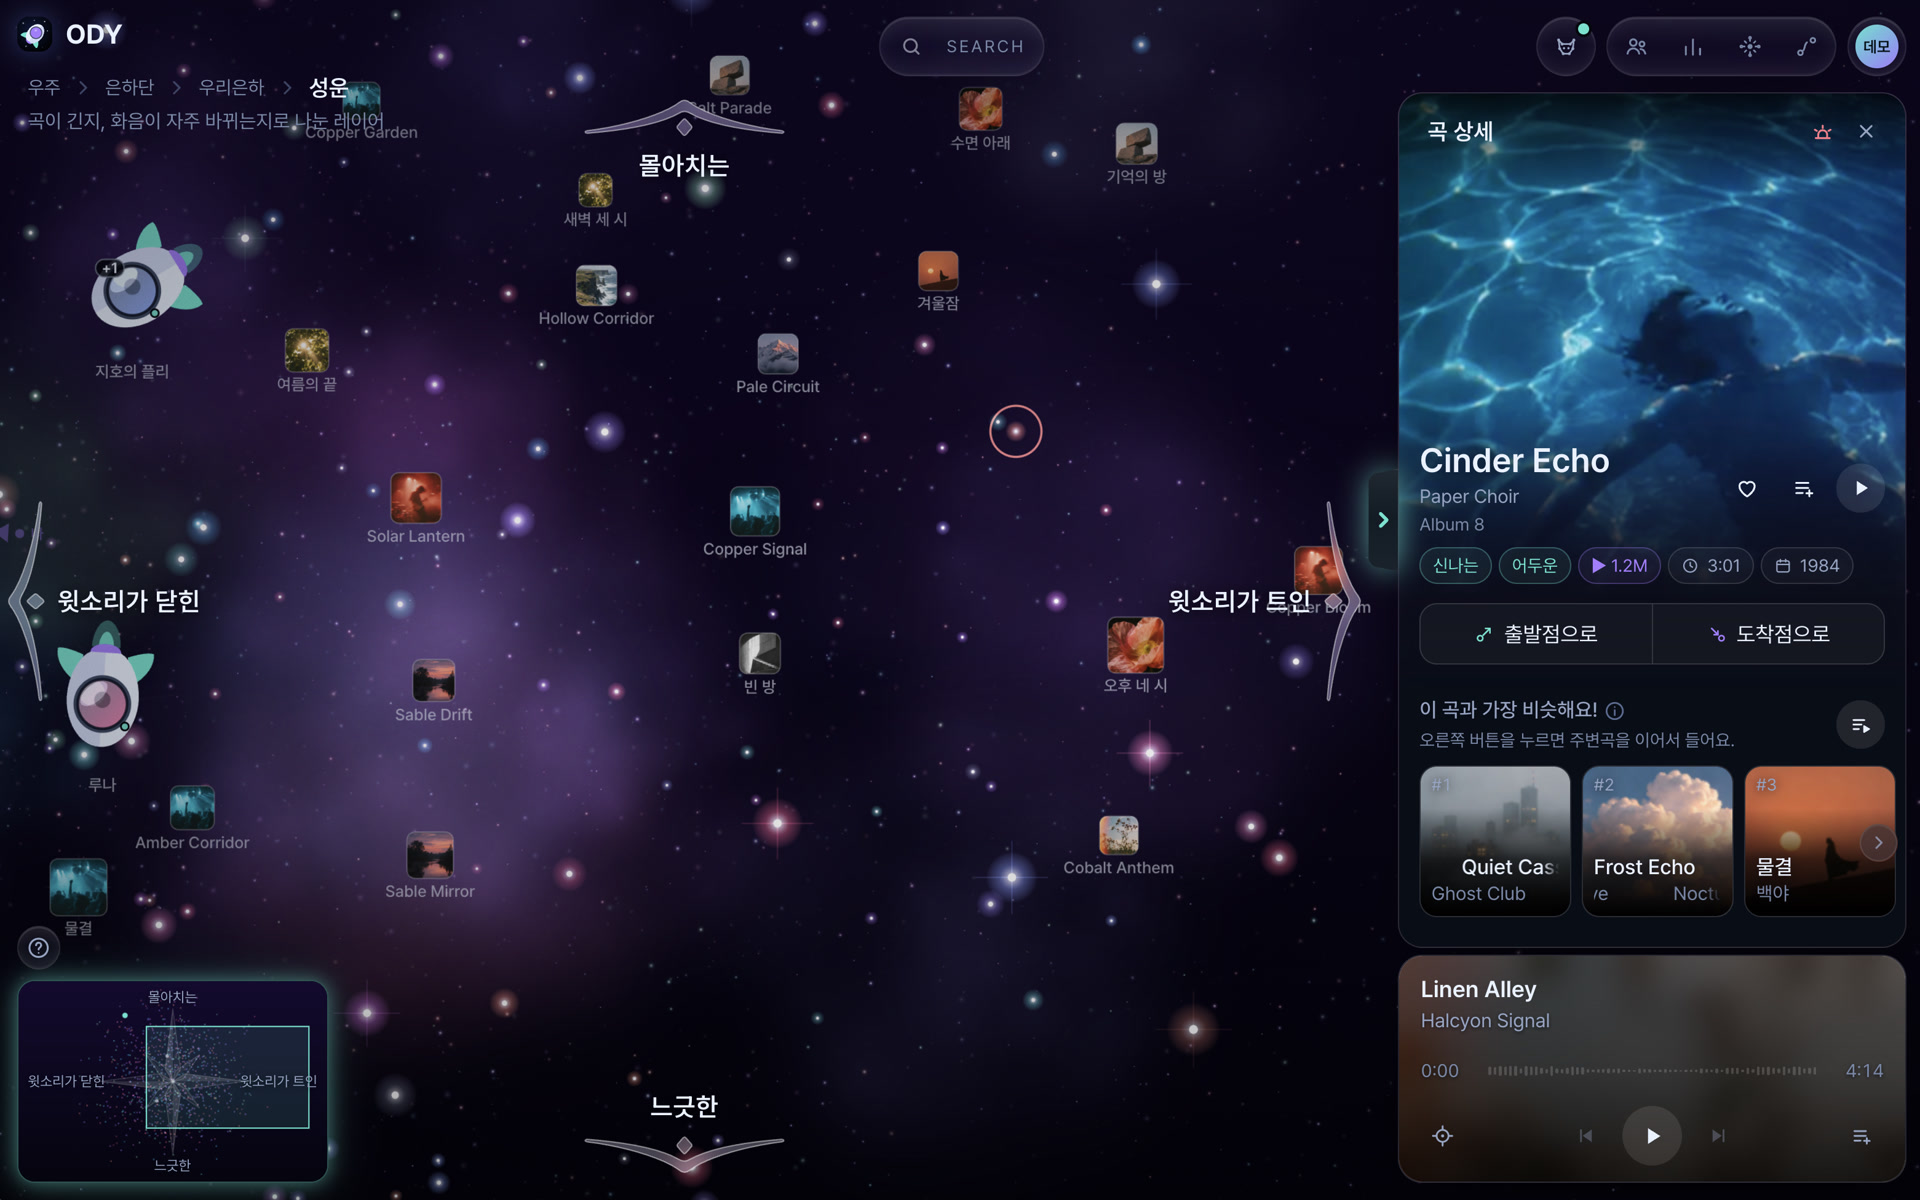 ODY
SEARCH
데모
우주 > 은하단 > 우리은하 > 성운
곡이 긴지, 화음이 자주 바뀌는지로 나눈 레이어
Copper Garden
Salt Parade
몰아치는
수면 아래
기억의 방
새벽 세 시
+1
지호의 플리
Hollow Corridor
겨울잠
여름의 끝
Pale Circuit
Solar Lantern
Copper Signal
윗소리가 닫힌
윗소리가 트인
Copper Bloom
빈 방
오후 네 시
Sable Drift
루나
Amber Corridor
Sable Mirror
Cobalt Anthem
물결
느긋한
몰아치는
윗소리가 닫힌
윗소리가 트인
느긋한
곡 상세
Cinder Echo
Paper Choir
Album 8
신나는 어두운 1.2M 3:01 1984
출발점으로 도착점으로
이 곡과 가장 비슷해요!
오른쪽 버튼을 누르면 주변곡을 이어서 들어요.
#1
Quiet Cas
Ghost Club
#2
Frost Echo
ve Noctu
#3
물결
백야
Linen Alley
Halcyon Signal
0:00 4:14